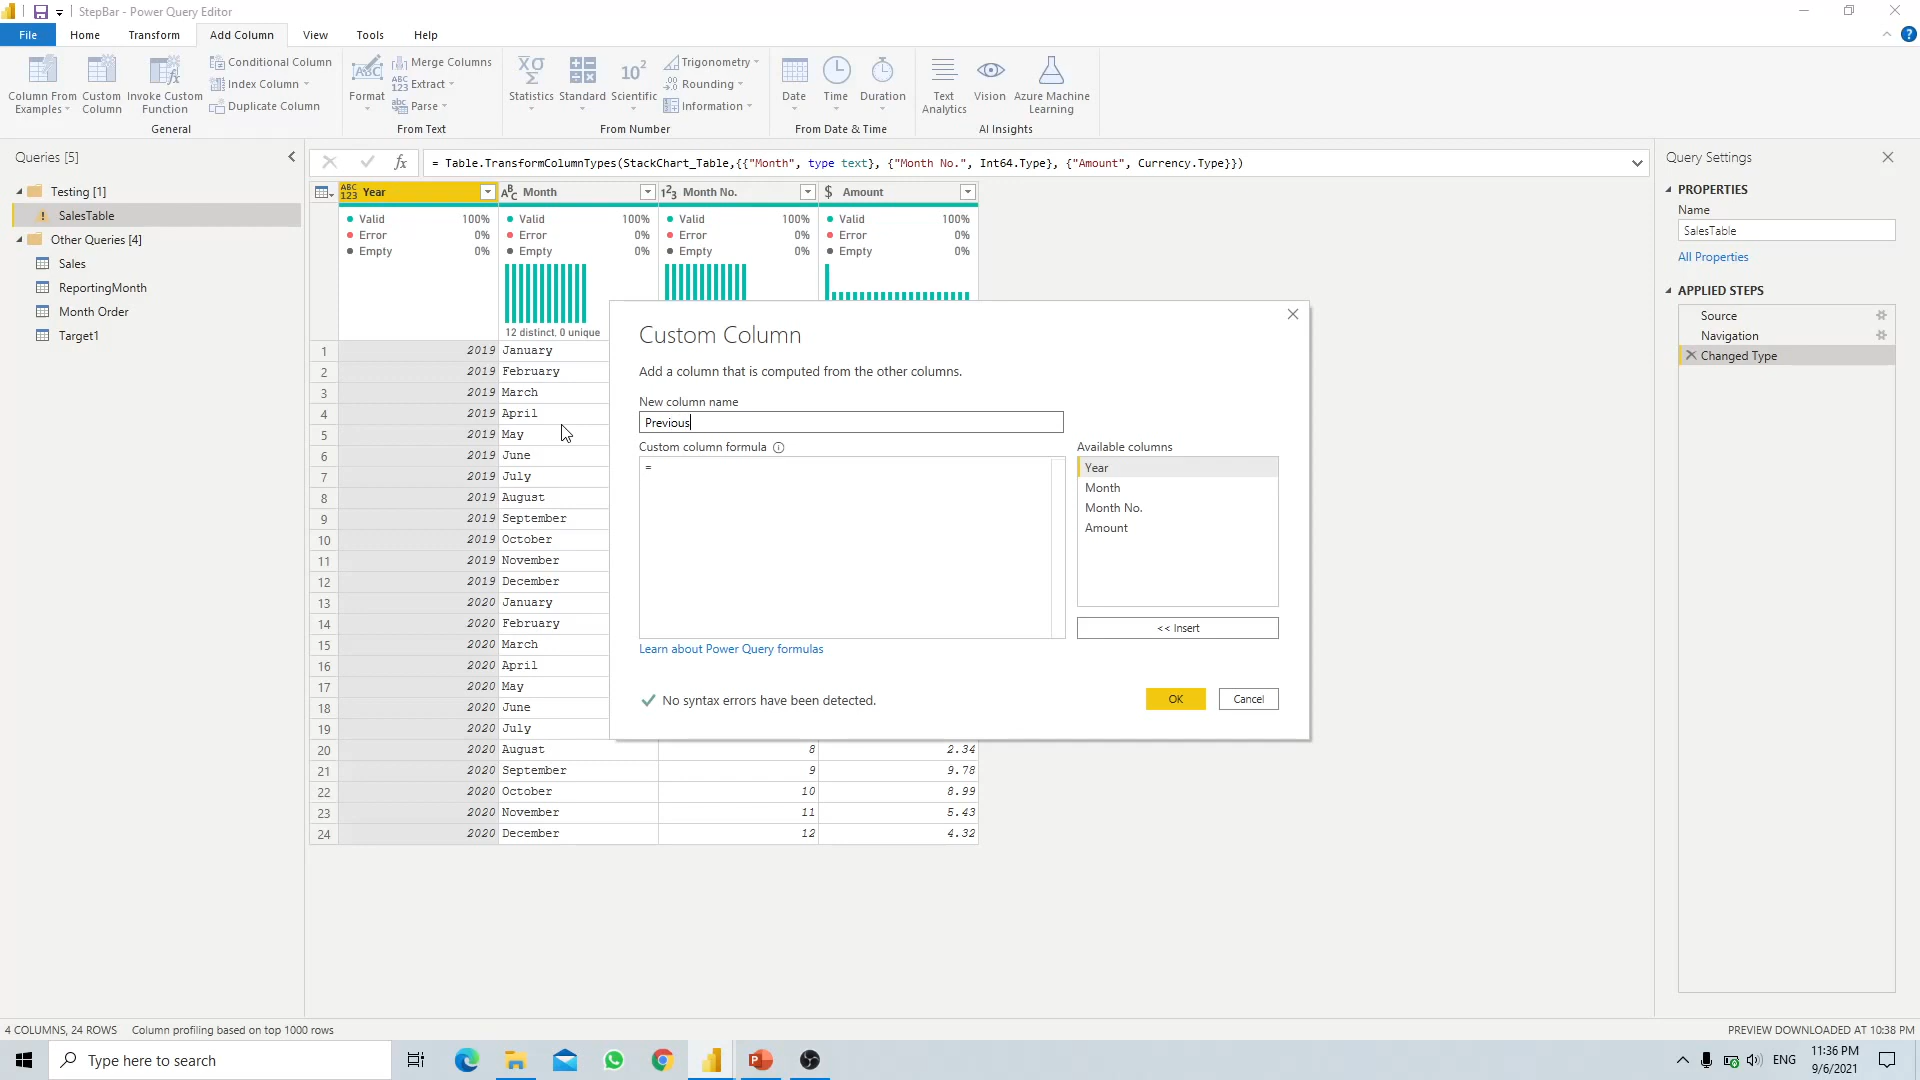 StepBar - Power Query Editor
File Home Transform Add Column View Tools Help
Column From Examples
Custom Column
Invoke Custom Function
Conditional Column
Index Column
Duplicate Column
General
Format
Merge Columns
Extract
Parse
From Text
Statistics
Standard
Scientific
Trigonometry
Rounding
Information
From Number
Date
Time
Duration
From Date & Time
Text Analytics
Vision
Azure Machine Learning
AI Insights
Queries [5]
Testing [1]
SalesTable
Other Queries [4]
Sales
ReportingMonth
Month Order
Target1
= Table.TransformColumnTypes(StackChart_Table,{{"Month", type text}, {"Month No.", Int64.Type}, {"Amount", Currency.Type}})
Year Month Month No. Amount
Valid 100% Valid 100% Valid 100% Valid 100%
Error 0% Error 0% Error 0% Error 0%
Empty 0% Empty 0% Empty 0% Empty 0%
12 distinct, 0 unique
1 2019 January
2 2019 February
3 2019 March
4 2019 April
5 2019 May
6 2019 June
7 2019 July
8 2019 August
9 2019 September
10 2019 October
11 2019 November
12 2019 December
13 2020 January
14 2020 February
15 2020 March
16 2020 April
17 2020 May
18 2020 June
19 2020 July
20 2020 August 8 2.34
21 2020 September 9 9.78
22 2020 October 10 8.99
23 2020 November 11 5.43
24 2020 December 12 4.32
Custom Column
Add a column that is computed from the other columns.
New column name
Previous
Custom column formula
=
Available columns
Year
Month
Month No.
Amount
<< Insert
Learn about Power Query formulas
No syntax errors have been detected.
OK
Cancel
Query Settings
PROPERTIES
Name
SalesTable
All Properties
APPLIED STEPS
Source
Navigation
Changed Type
4 COLUMNS, 24 ROWS Column profiling based on top 1000 rows
PREVIEW DOWNLOADED AT 10:38 PM
Type here to search
ENG
11:36 PM
9/6/2021